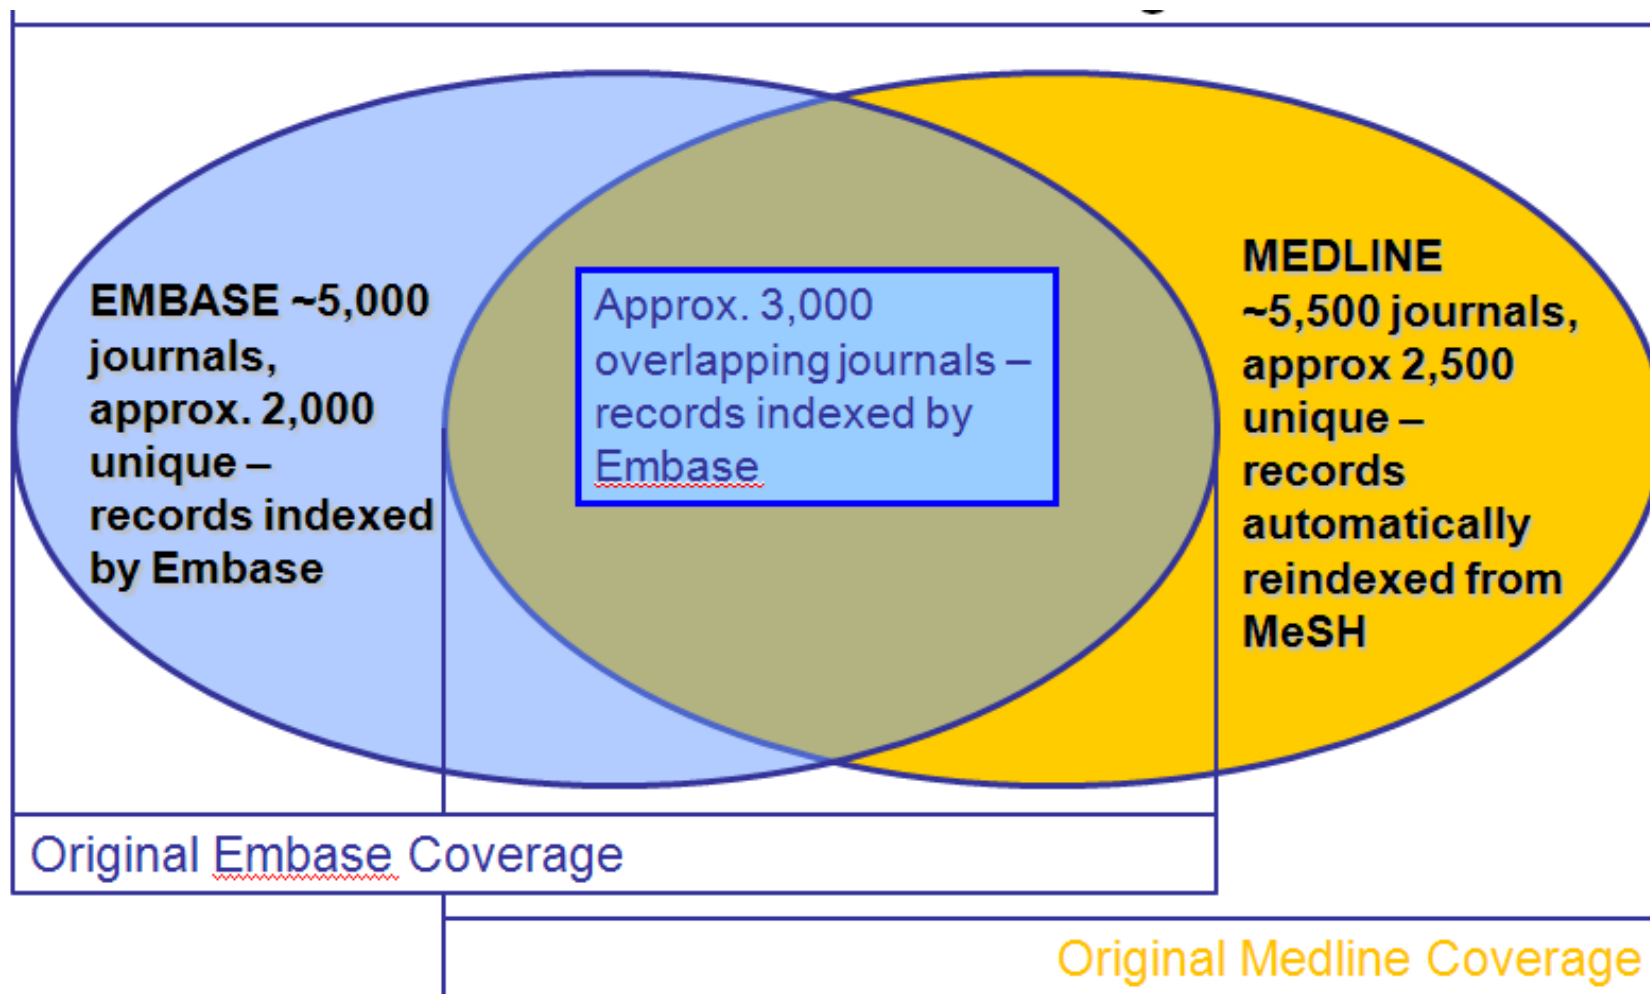 EMBASE ~5,000
journals,
approx. 2,000
unique –
records indexed
by Embase
Approx. 3,000
overlapping journals –
records indexed by
Embase
MEDLINE
~5,500 journals,
approx 2,500
unique –
records
automatically
reindexed from
MeSH
Original Embase Coverage
Original Medline Coverage